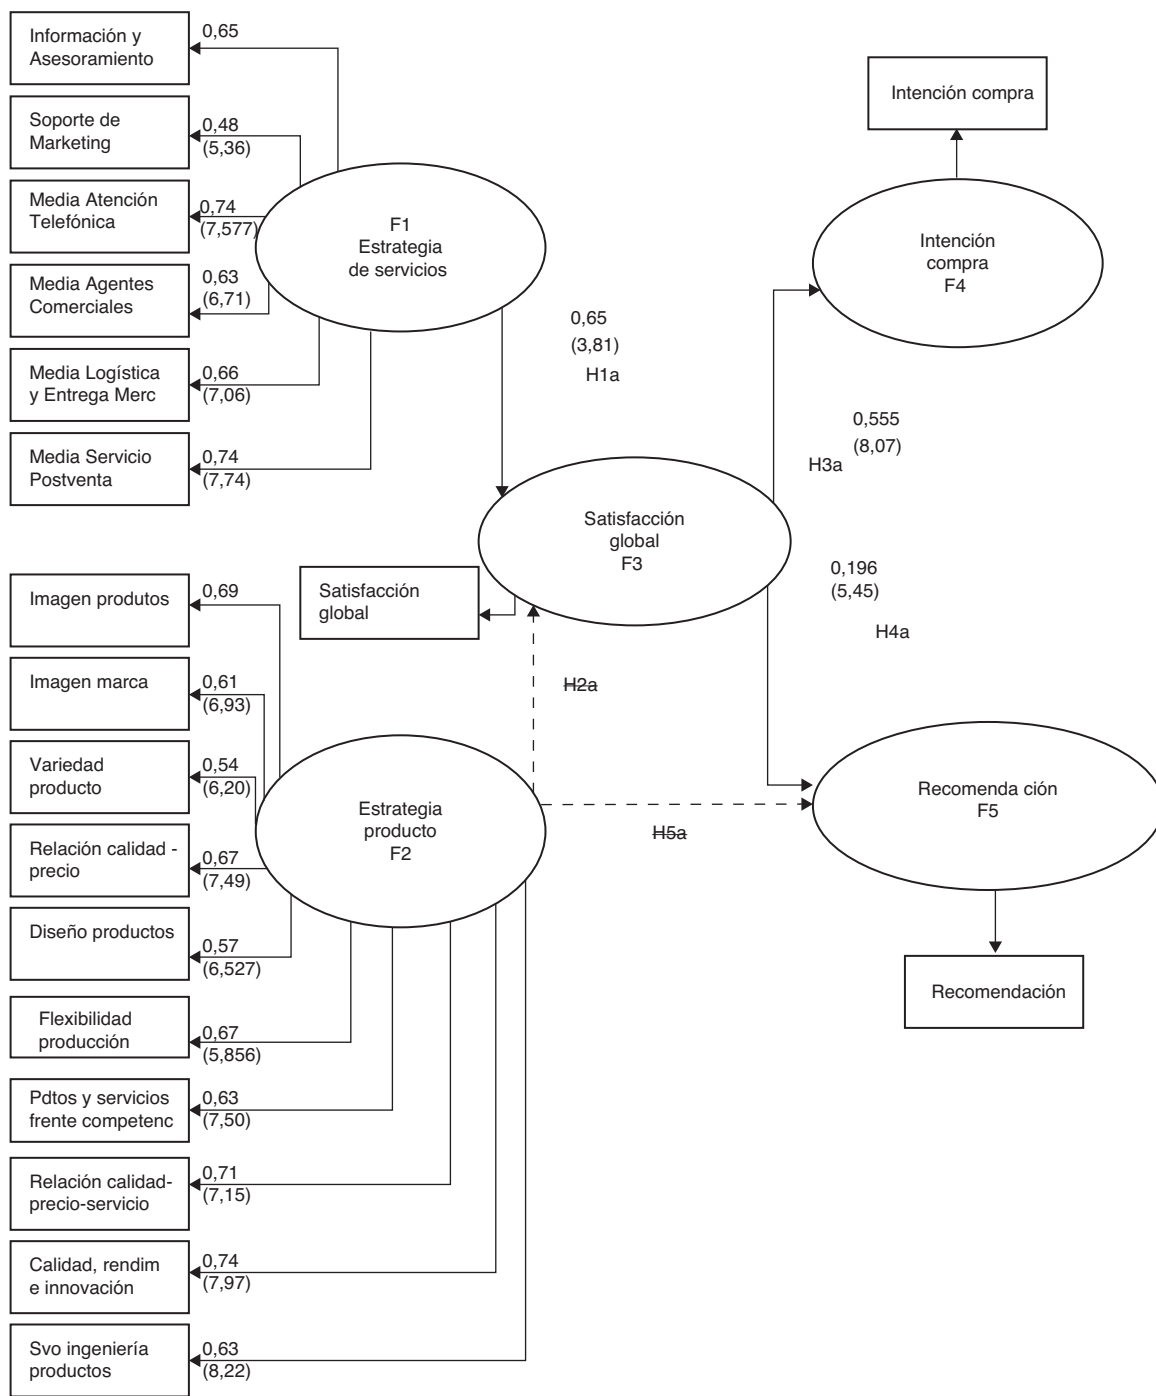 Información y
Asesoramiento
0,65
Soporte de
Marketing
0,48
(5,36)
Media Atención
Telefónica
0,74
(7,577)
Media Agentes
Comerciales
0,63
(6,71)
Media Logística
y Entrega Merc
0,66
(7,06)
Media Servicio
Postventa
0,74
(7,74)
F1
Estrategia
de servicios
0,65
(3,81)
H1a
Intención compra
Intención
compra
F4
0,555
(8,07)
H3a
Satisfacción
global
F3
Satisfacción
global
0,196
(5,45)
H4a
H2a
H5a
Imagen produtos
0,69
Imagen marca
0,61
(6,93)
Variedad
producto
0,54
(6,20)
Relación calidad -
precio
0,67
(7,49)
Diseño productos
0,57
(6,527)
Flexibilidad
producción
0,67
(5,856)
Pdtos y servicios
frente competenc
0,63
(7,50)
Relación calidad-
precio-servicio
0,71
(7,15)
Calidad, rendim
e innovación
0,74
(7,97)
Svo ingeniería
productos
0,63
(8,22)
Estrategia
producto
F2
Recomenda ción
F5
Recomendación